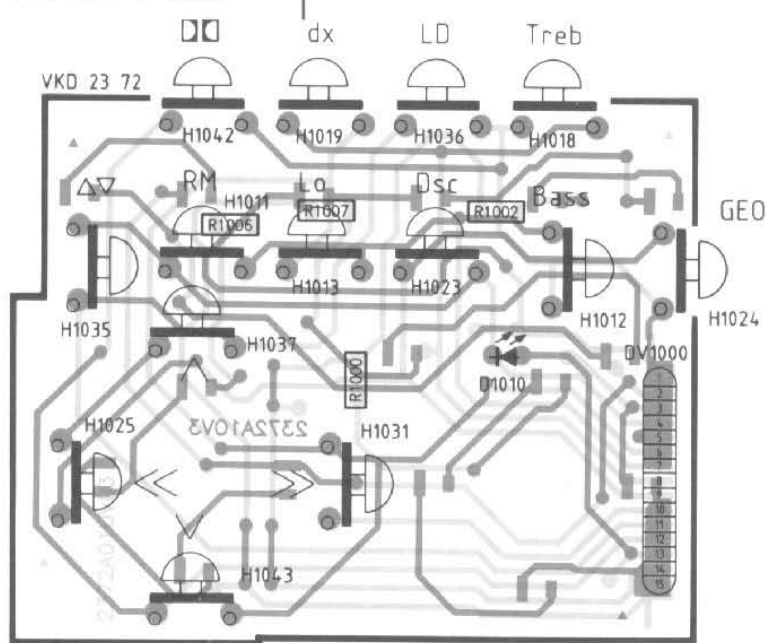 dx LD Treb
VKD 23 72
H1042 H1019 H1036 H1018
RM H1011 Lo Dsc Bass
R1006 R1007 R1002
GEO
H1013 H1023 H1012 H1024
H1035 H1037
R1000 D1010 DV1000
H1025 2372A10V3 H1031
H1043
1
2
3
4
5
6
7
8
9
10
11
12
13
14
15